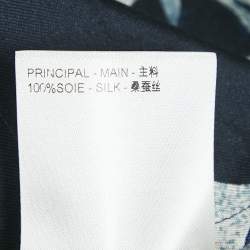 PRINCIPAL - MAIN - 主料
100%SOIE - SILK - 桑蚕丝